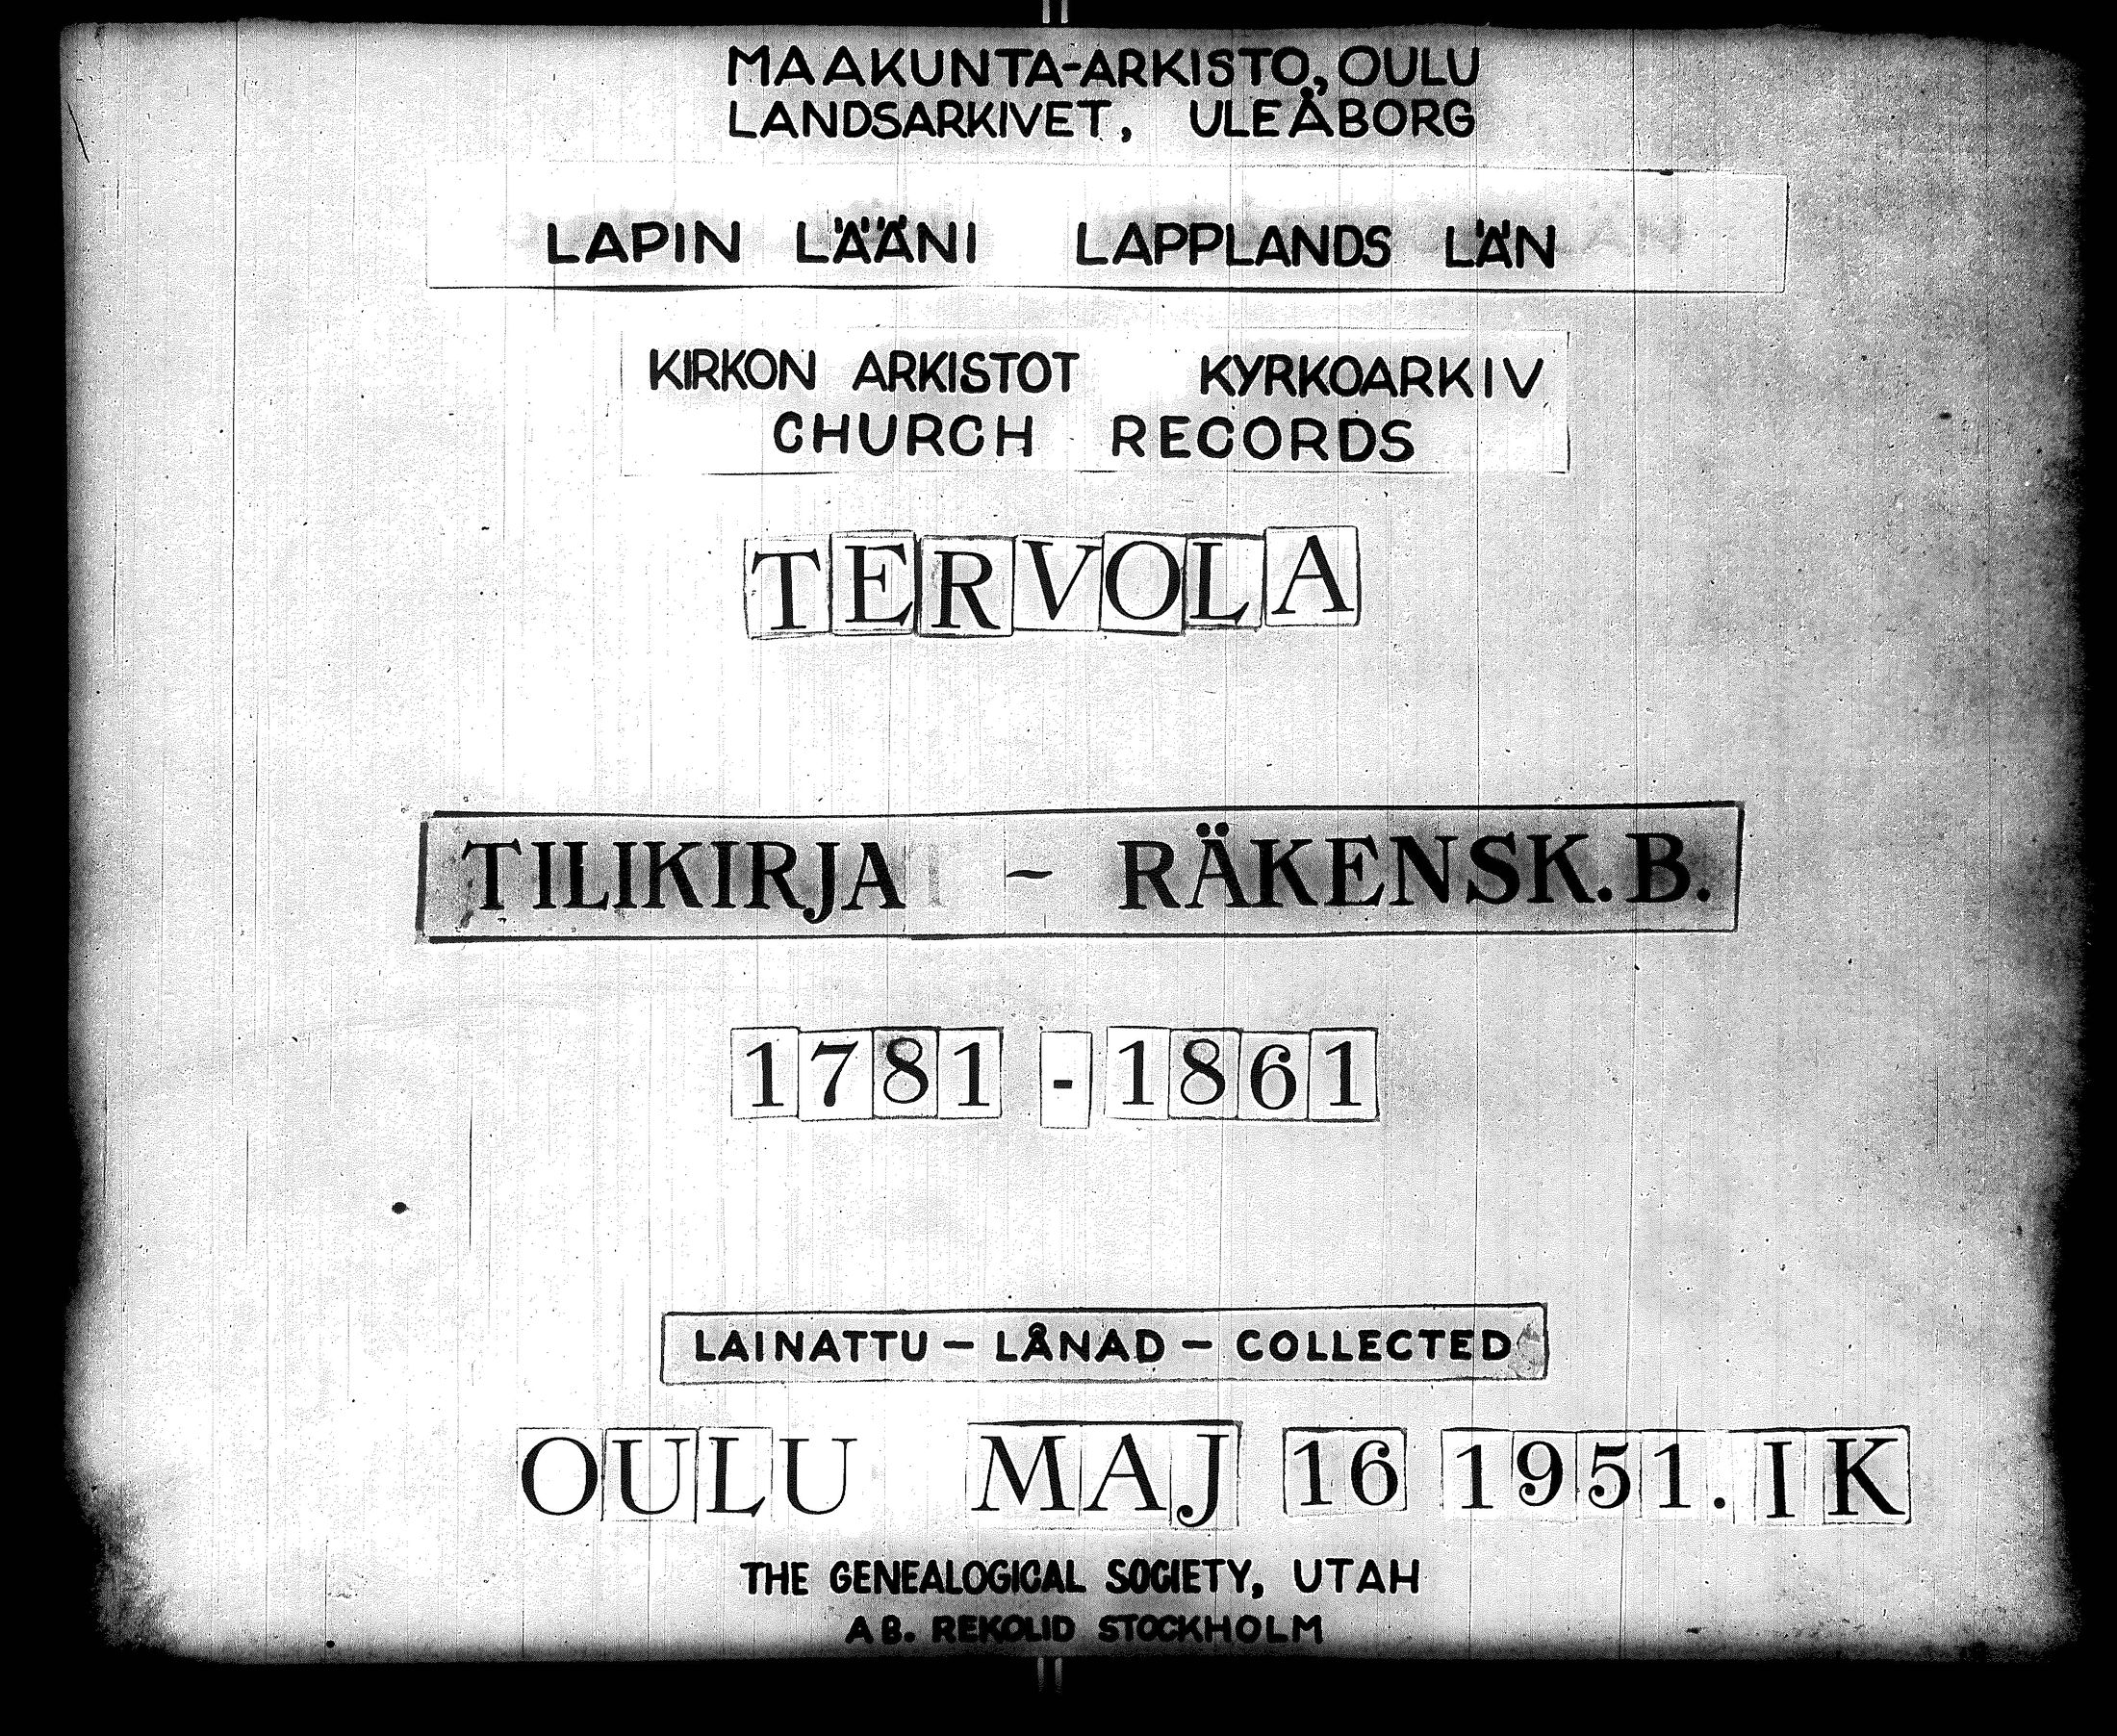 MAAKUNTA-ARKISTO, OULU
LANDSARKIVET, ULEÅBORG
LAPIN LÄÄNI LAPPLANDS LÄN
KIRKON ARKISTOT KYRKOARKIV
CHURCH RECORDS
TERVOLA
TILIKIRJA - RÄKENSK. B.
1781 - 1861
LAINATTU - LÅNAD - COLLECTED
OULU MAJ 16 1951. IK
THE GENEALOGICAL SOCIETY, UTAH
AB. REKOLID STOCKHOLM